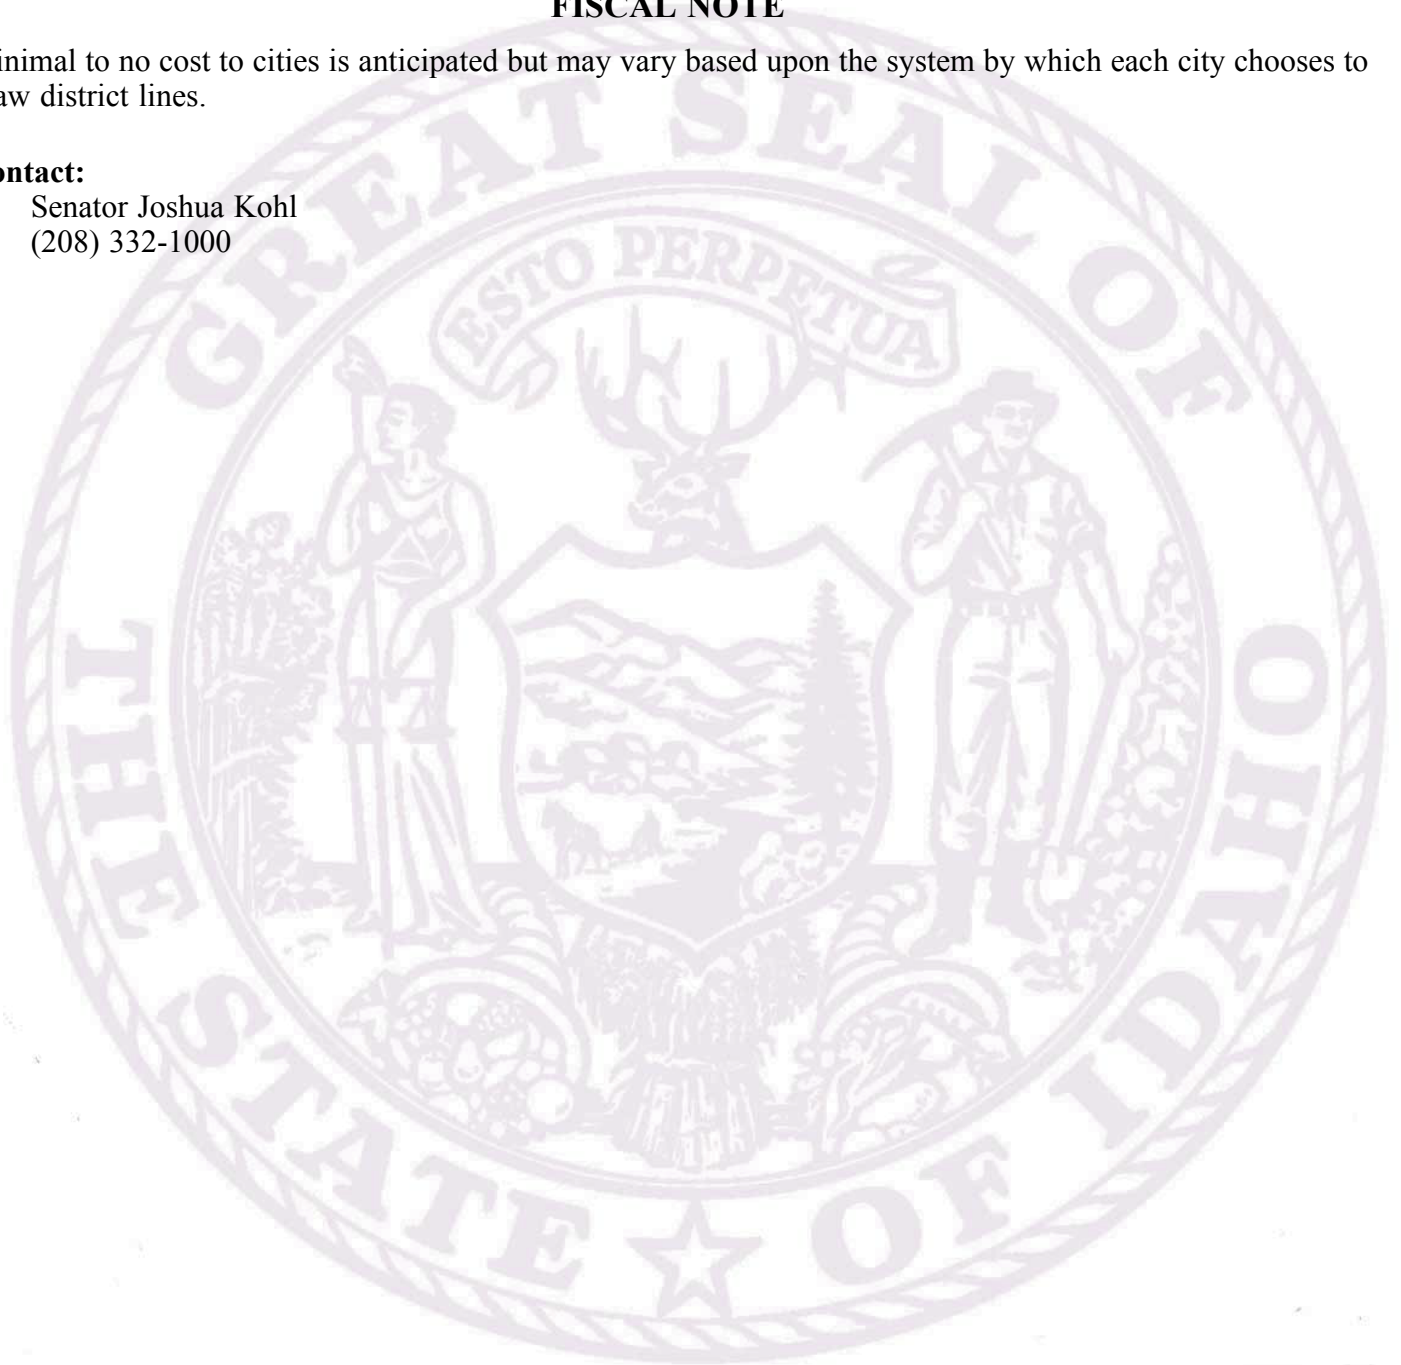 FISCAL NOTE
inimal to no cost to cities is anticipated but may vary based upon the system by which each city chooses to
aw district lines.
ontact:
Senator Joshua Kohl
(208) 332-1000
GREAT SEAL OF
ESTO PERPETUA
THE
STATE OF IDAHO